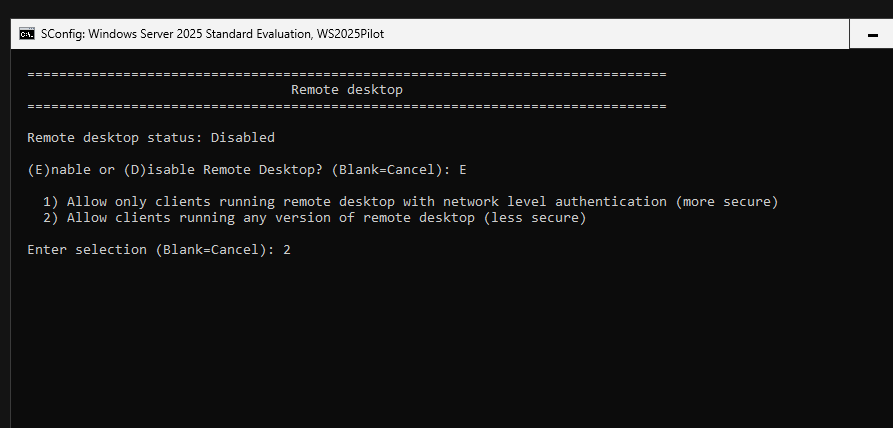 SConfig: Windows Server 2025 Standard Evaluation, WS2025Pilot
================================================================================
Remote desktop
================================================================================
Remote desktop status: Disabled
(E)nable or (D)isable Remote Desktop? (Blank=Cancel): E
1) Allow only clients running remote desktop with network level authentication (more secure)
2) Allow clients running any version of remote desktop (less secure)
Enter selection (Blank=Cancel): 2